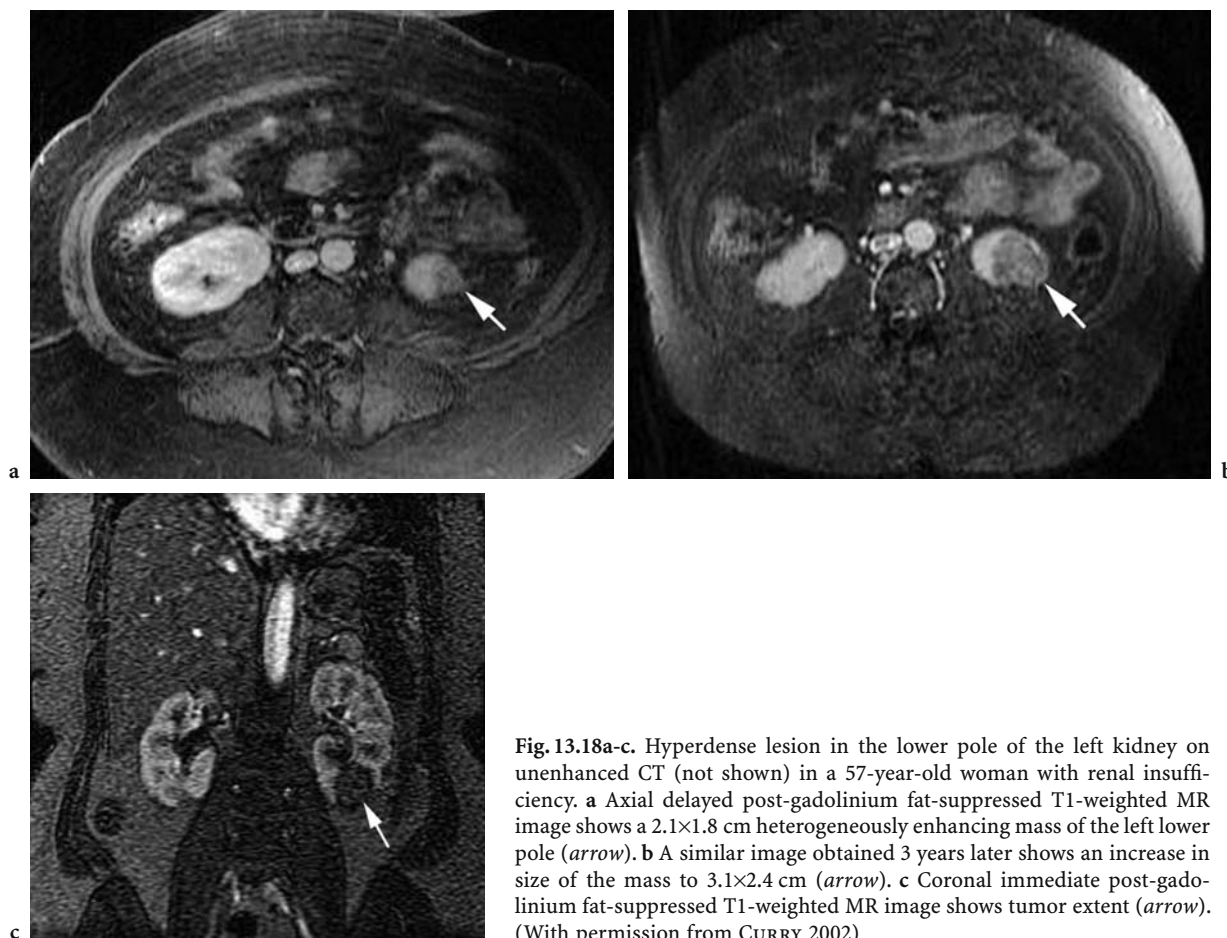 a
b
c
Fig. 13.18a-c. Hyperdense lesion in the lower pole of the left kidney on
unenhanced CT (not shown) in a 57-year-old woman with renal insuffi-
ciency. a Axial delayed post-gadolinium fat-suppressed T1-weighted MR
image shows a 2.1×1.8 cm heterogeneously enhancing mass of the left lower
pole (arrow). b A similar image obtained 3 years later shows an increase in
size of the mass to 3.1×2.4 cm (arrow). c Coronal immediate post-gado-
linium fat-suppressed T1-weighted MR image shows tumor extent (arrow).
(With permission from Curry 2002)